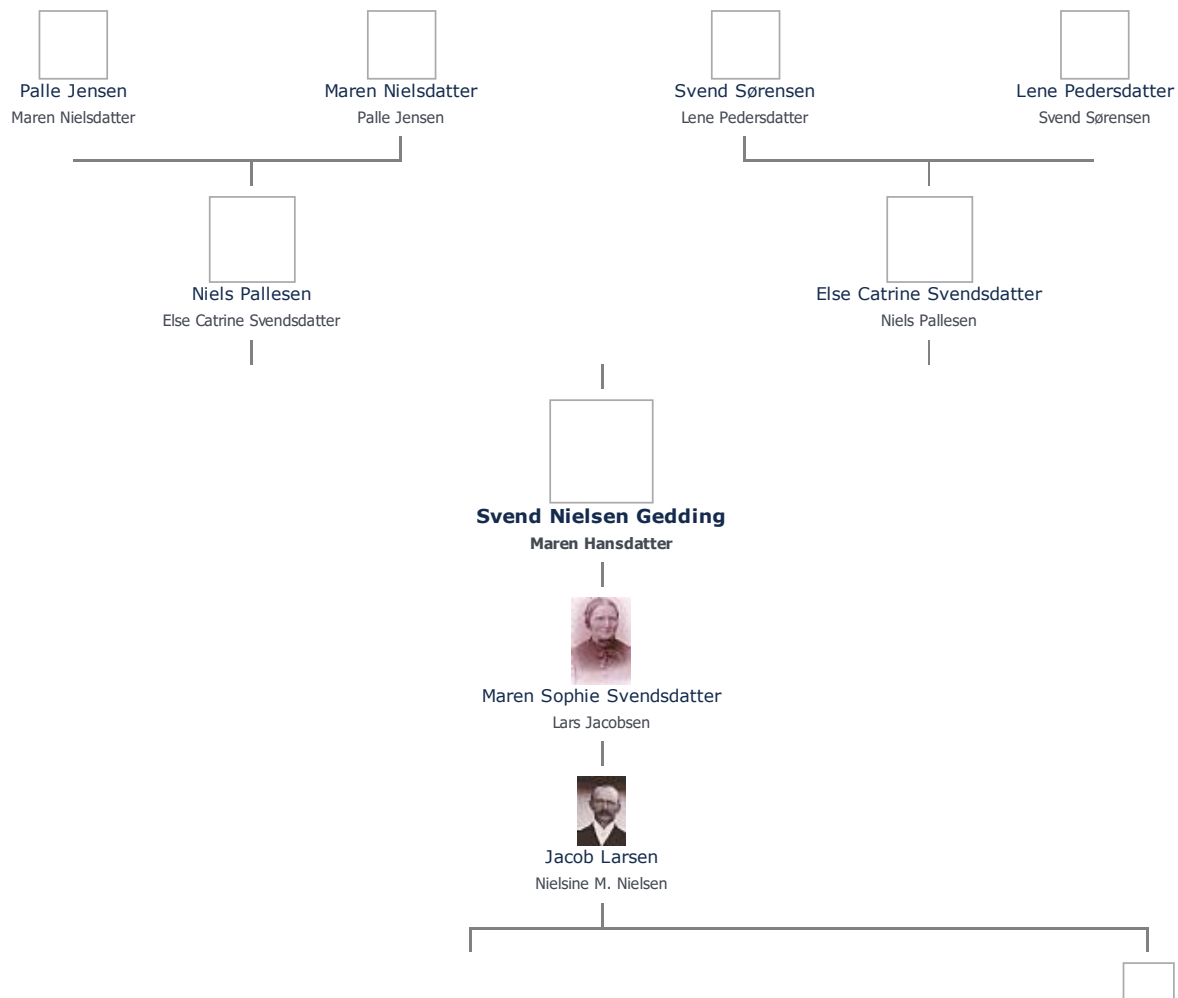 Palle Jensen
Maren Nielsdatter
Maren Nielsdatter
Palle Jensen
Svend Sørensen
Lene Pedersdatter
Lene Pedersdatter
Svend Sørensen
Niels Pallesen
Else Catrine Svendsdatter
Else Catrine Svendsdatter
Niels Pallesen
Svend Nielsen Gedding
Maren Hansdatter
Maren Sophie Svendsdatter
Lars Jacobsen
Jacob Larsen
Nielsine M. Nielsen